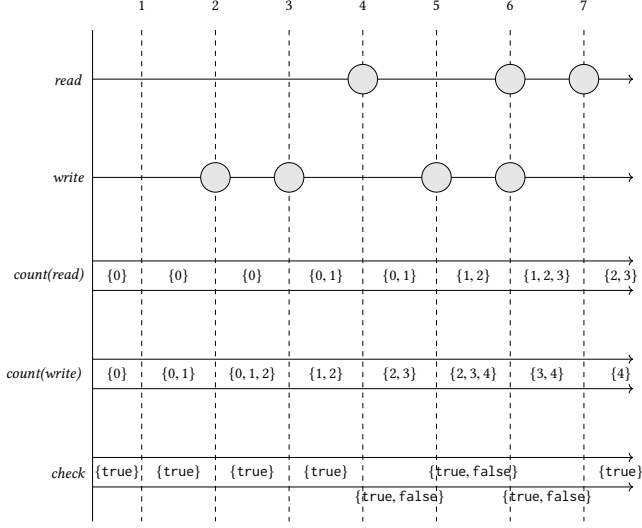 1 2 3 4 5 6 7
read
write
count(read) {0} {0} {0} {0, 1} {0, 1} {1, 2} {1, 2, 3} {2, 3}
count(write) {0} {0, 1} {0, 1, 2} {1, 2} {2, 3} {2, 3, 4} {3, 4} {4}
check {true} {true} {true} {true} {true, false} {true}
{true, false} {true, false}